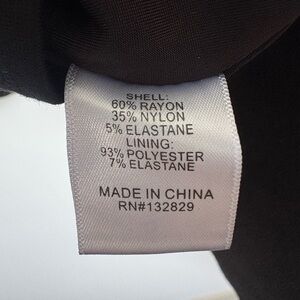 SHELL:
60% RAYON
35% NYLON
5% ELASTANE
LINING:
93% POLYESTER
7% ELASTANE
MADE IN CHINA
RN#132829